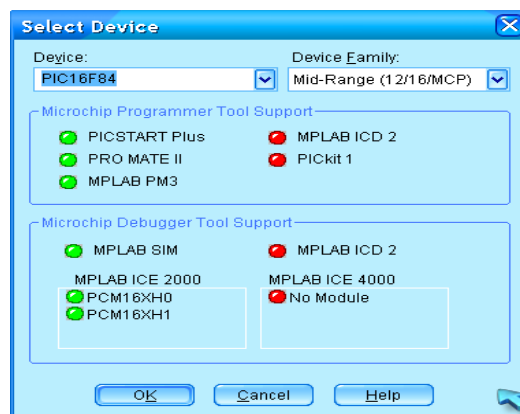 Select Device
Device: Device Family:
PIC16F84 Mid-Range (12/16/MCP)
Microchip Programmer Tool Support
PICSTART Plus MPLAB ICD 2
PRO MATE II PICkit 1
MPLAB PM3
Microchip Debugger Tool Support
MPLAB SIM MPLAB ICD 2
MPLAB ICE 2000 MPLAB ICE 4000
PCM16XH0 No Module
PCM16XH1
OK Cancel Help